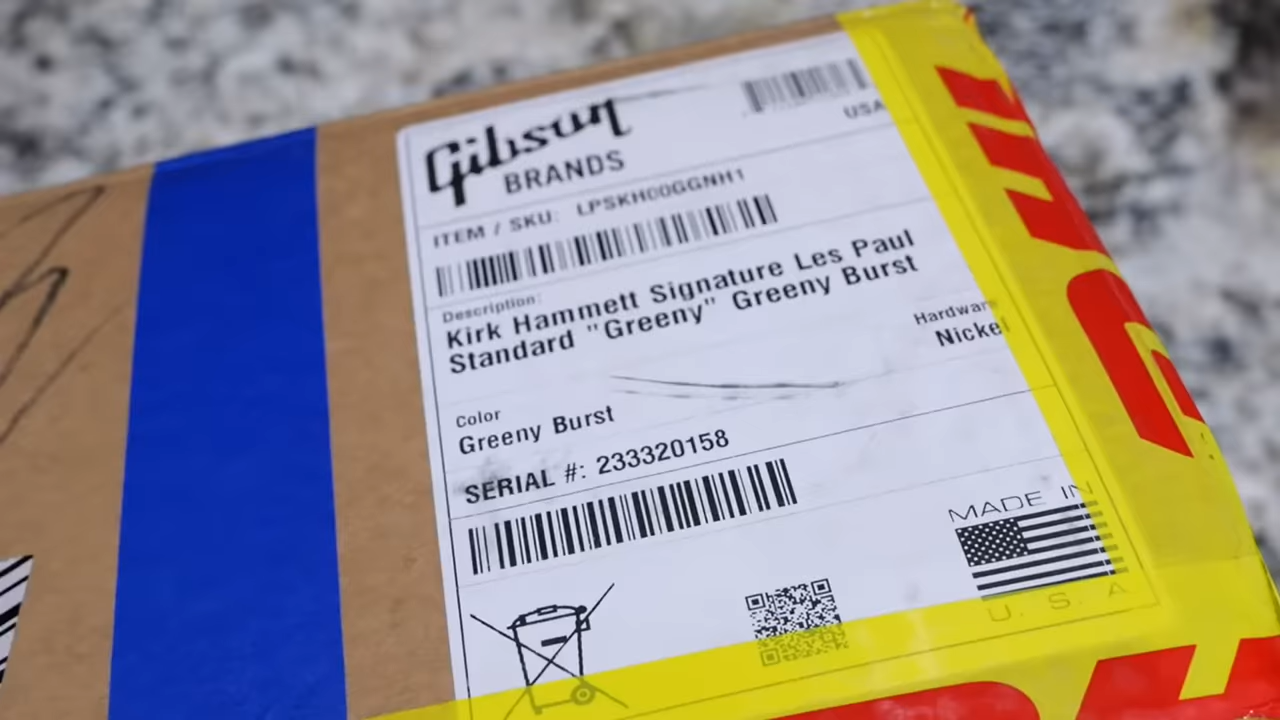 Gibson
BRANDS
USA
ITEM / SKU: LPSKH00GGNH1
Description:
Kirk Hammett Signature Les Paul
Standard "Greeny" Greeny Burst
Hardwar
Nickel
Color
Greeny Burst
SERIAL #: 233320158
MADE IN
U. S. A